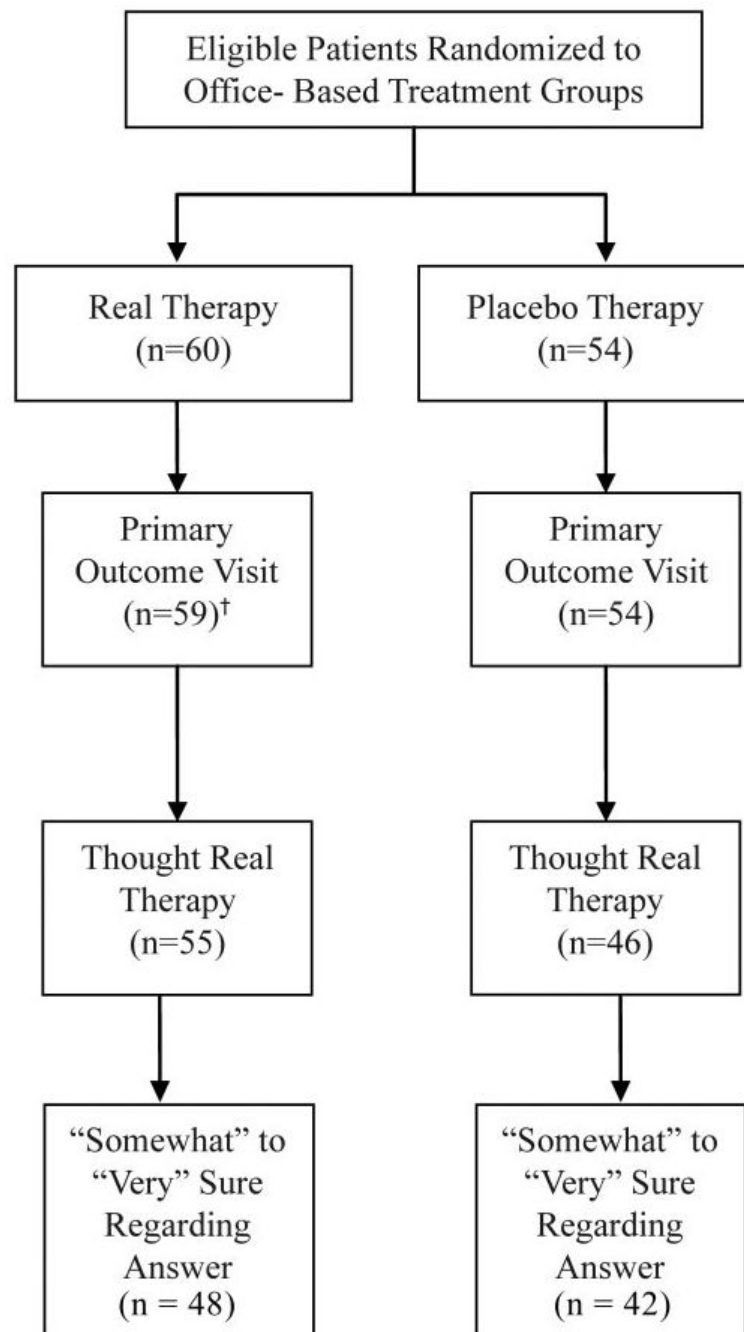 Eligible Patients Randomized to
Office- Based Treatment Groups
Real Therapy
(n=60)
Placebo Therapy
(n=54)
Primary
Outcome Visit
(n=59)†
Primary
Outcome Visit
(n=54)
Thought Real
Therapy
(n=55)
Thought Real
Therapy
(n=46)
“Somewhat” to
“Very” Sure
Regarding
Answer
(n = 48)
“Somewhat” to
“Very” Sure
Regarding
Answer
(n = 42)